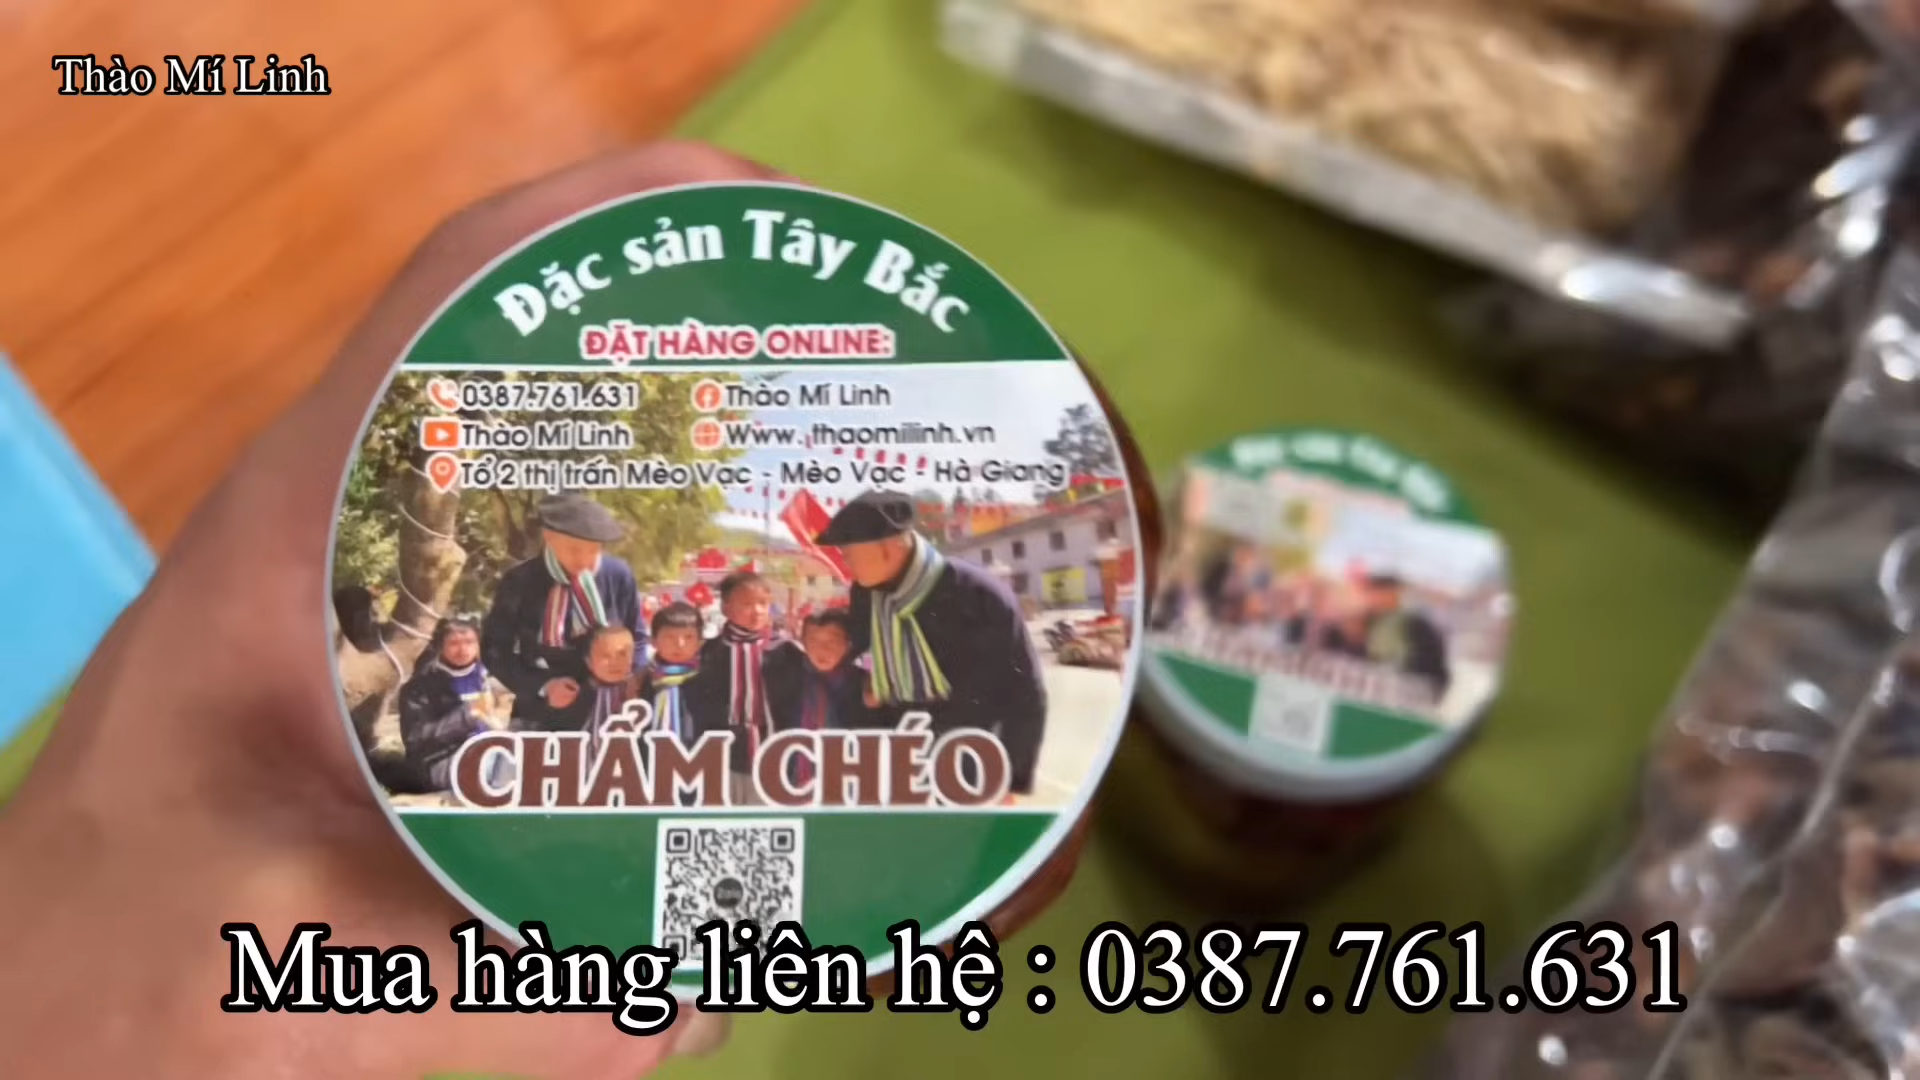 Thào Mí Linh
Đặc sản Tây Bắc
ĐẶT HÀNG ONLINE:
0387.761.631
Thào Mí Linh
Thào Mí Linh
Www. thaomilinh.vn
Tổ 2 thị trấn Mèo Vạc - Mèo Vạc - Hà Giang
CHẨM CHÉO
Mua hàng liên hệ : 0387.761.631